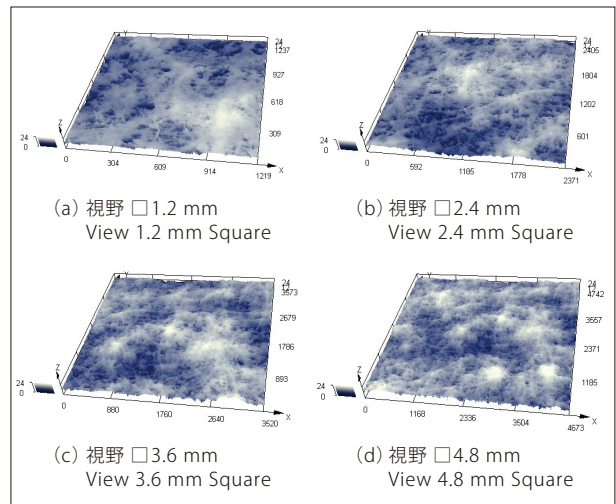 24
12
1237
927
618
309
Y
Z
24
0
0
304
609
914
1219
X
24
12
2405
1804
1202
601
Y
Z
24
0
0
592
1185
1778
2371
X
(a) 視野 □1.2 mm
View 1.2 mm Square
(b) 視野 □2.4 mm
View 2.4 mm Square
24
12
3573
2679
1786
893
Y
Z
24
0
0
880
1760
2640
3520
X
24
12
4742
3557
2371
1185
Y
Z
24
0
0
1168
2336
3504
4673
X
(c) 視野 □3.6 mm
View 3.6 mm Square
(d) 視野 □4.8 mm
View 4.8 mm Square